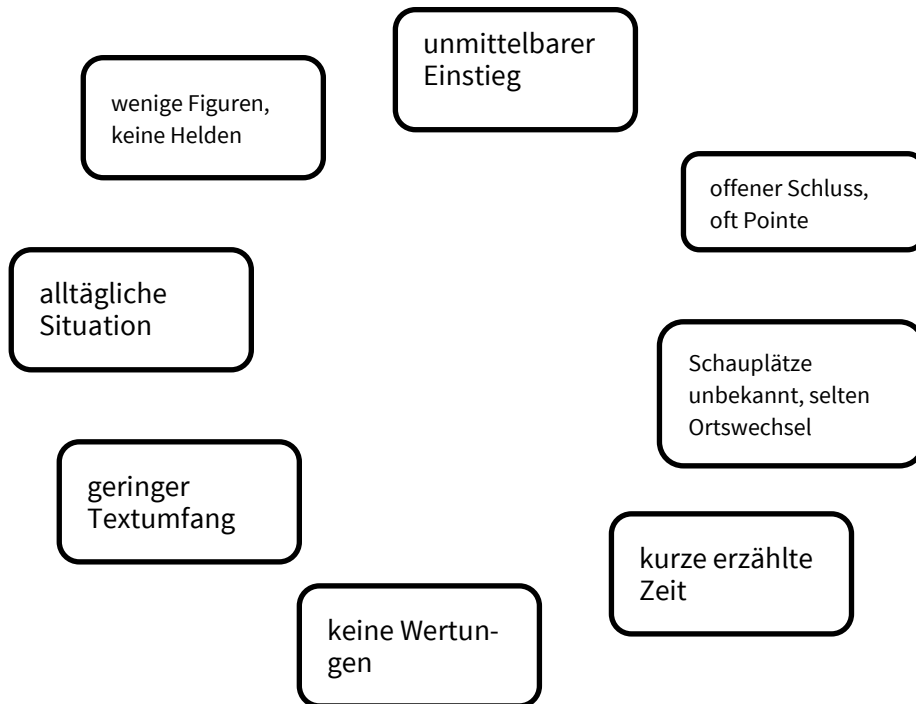 unmittelbarer
Einstieg
wenige Figuren,
keine Helden
offener Schluss,
oft Pointe
alltägliche
Situation
Schauplätze
unbekannt, selten
Ortswechsel
geringer
Textumfang
kurze erzählte
Zeit
keine Wertun-
gen